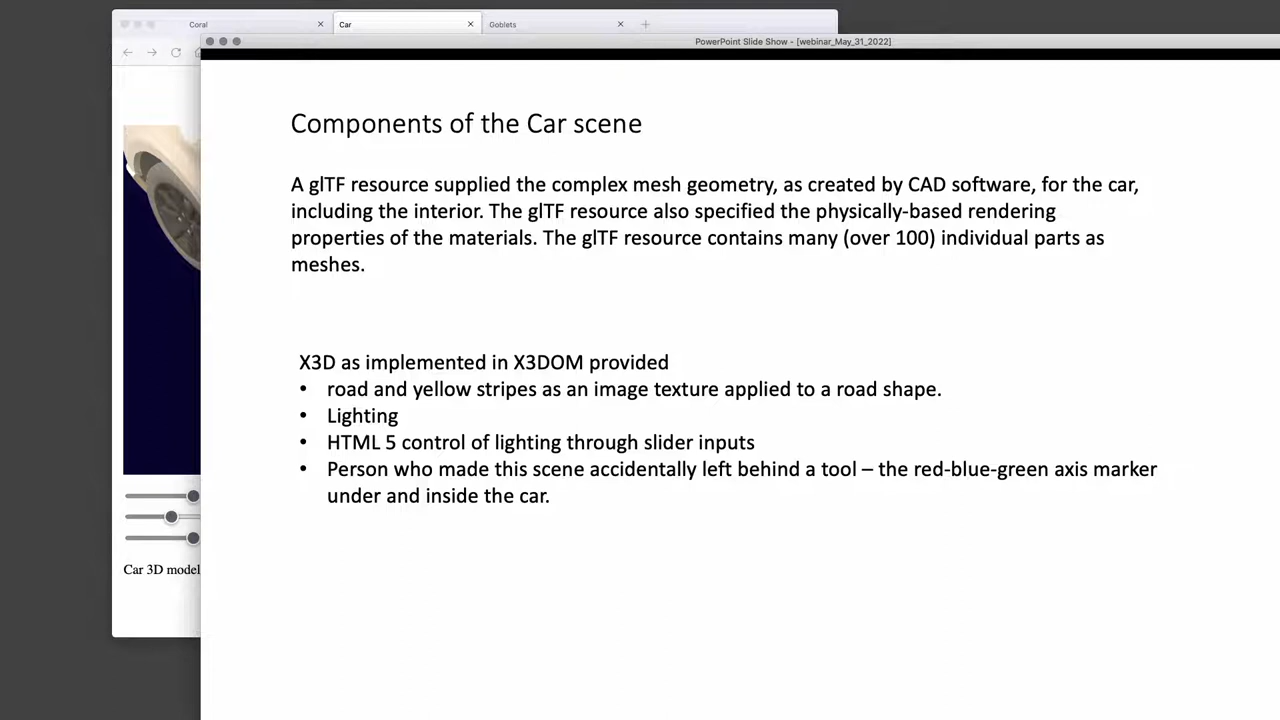 Coral
Car
Goblets
PowerPoint Slide Show - [webinar_May_31_2022]
Components of the Car scene
A glTF resource supplied the complex mesh geometry, as created by CAD software, for the car,
including the interior. The glTF resource also specified the physically-based rendering
properties of the materials. The glTF resource contains many (over 100) individual parts as
meshes.
X3D as implemented in X3DOM provided
• road and yellow stripes as an image texture applied to a road shape.
• Lighting
• HTML 5 control of lighting through slider inputs
• Person who made this scene accidentally left behind a tool – the red-blue-green axis marker
under and inside the car.
Car 3D model